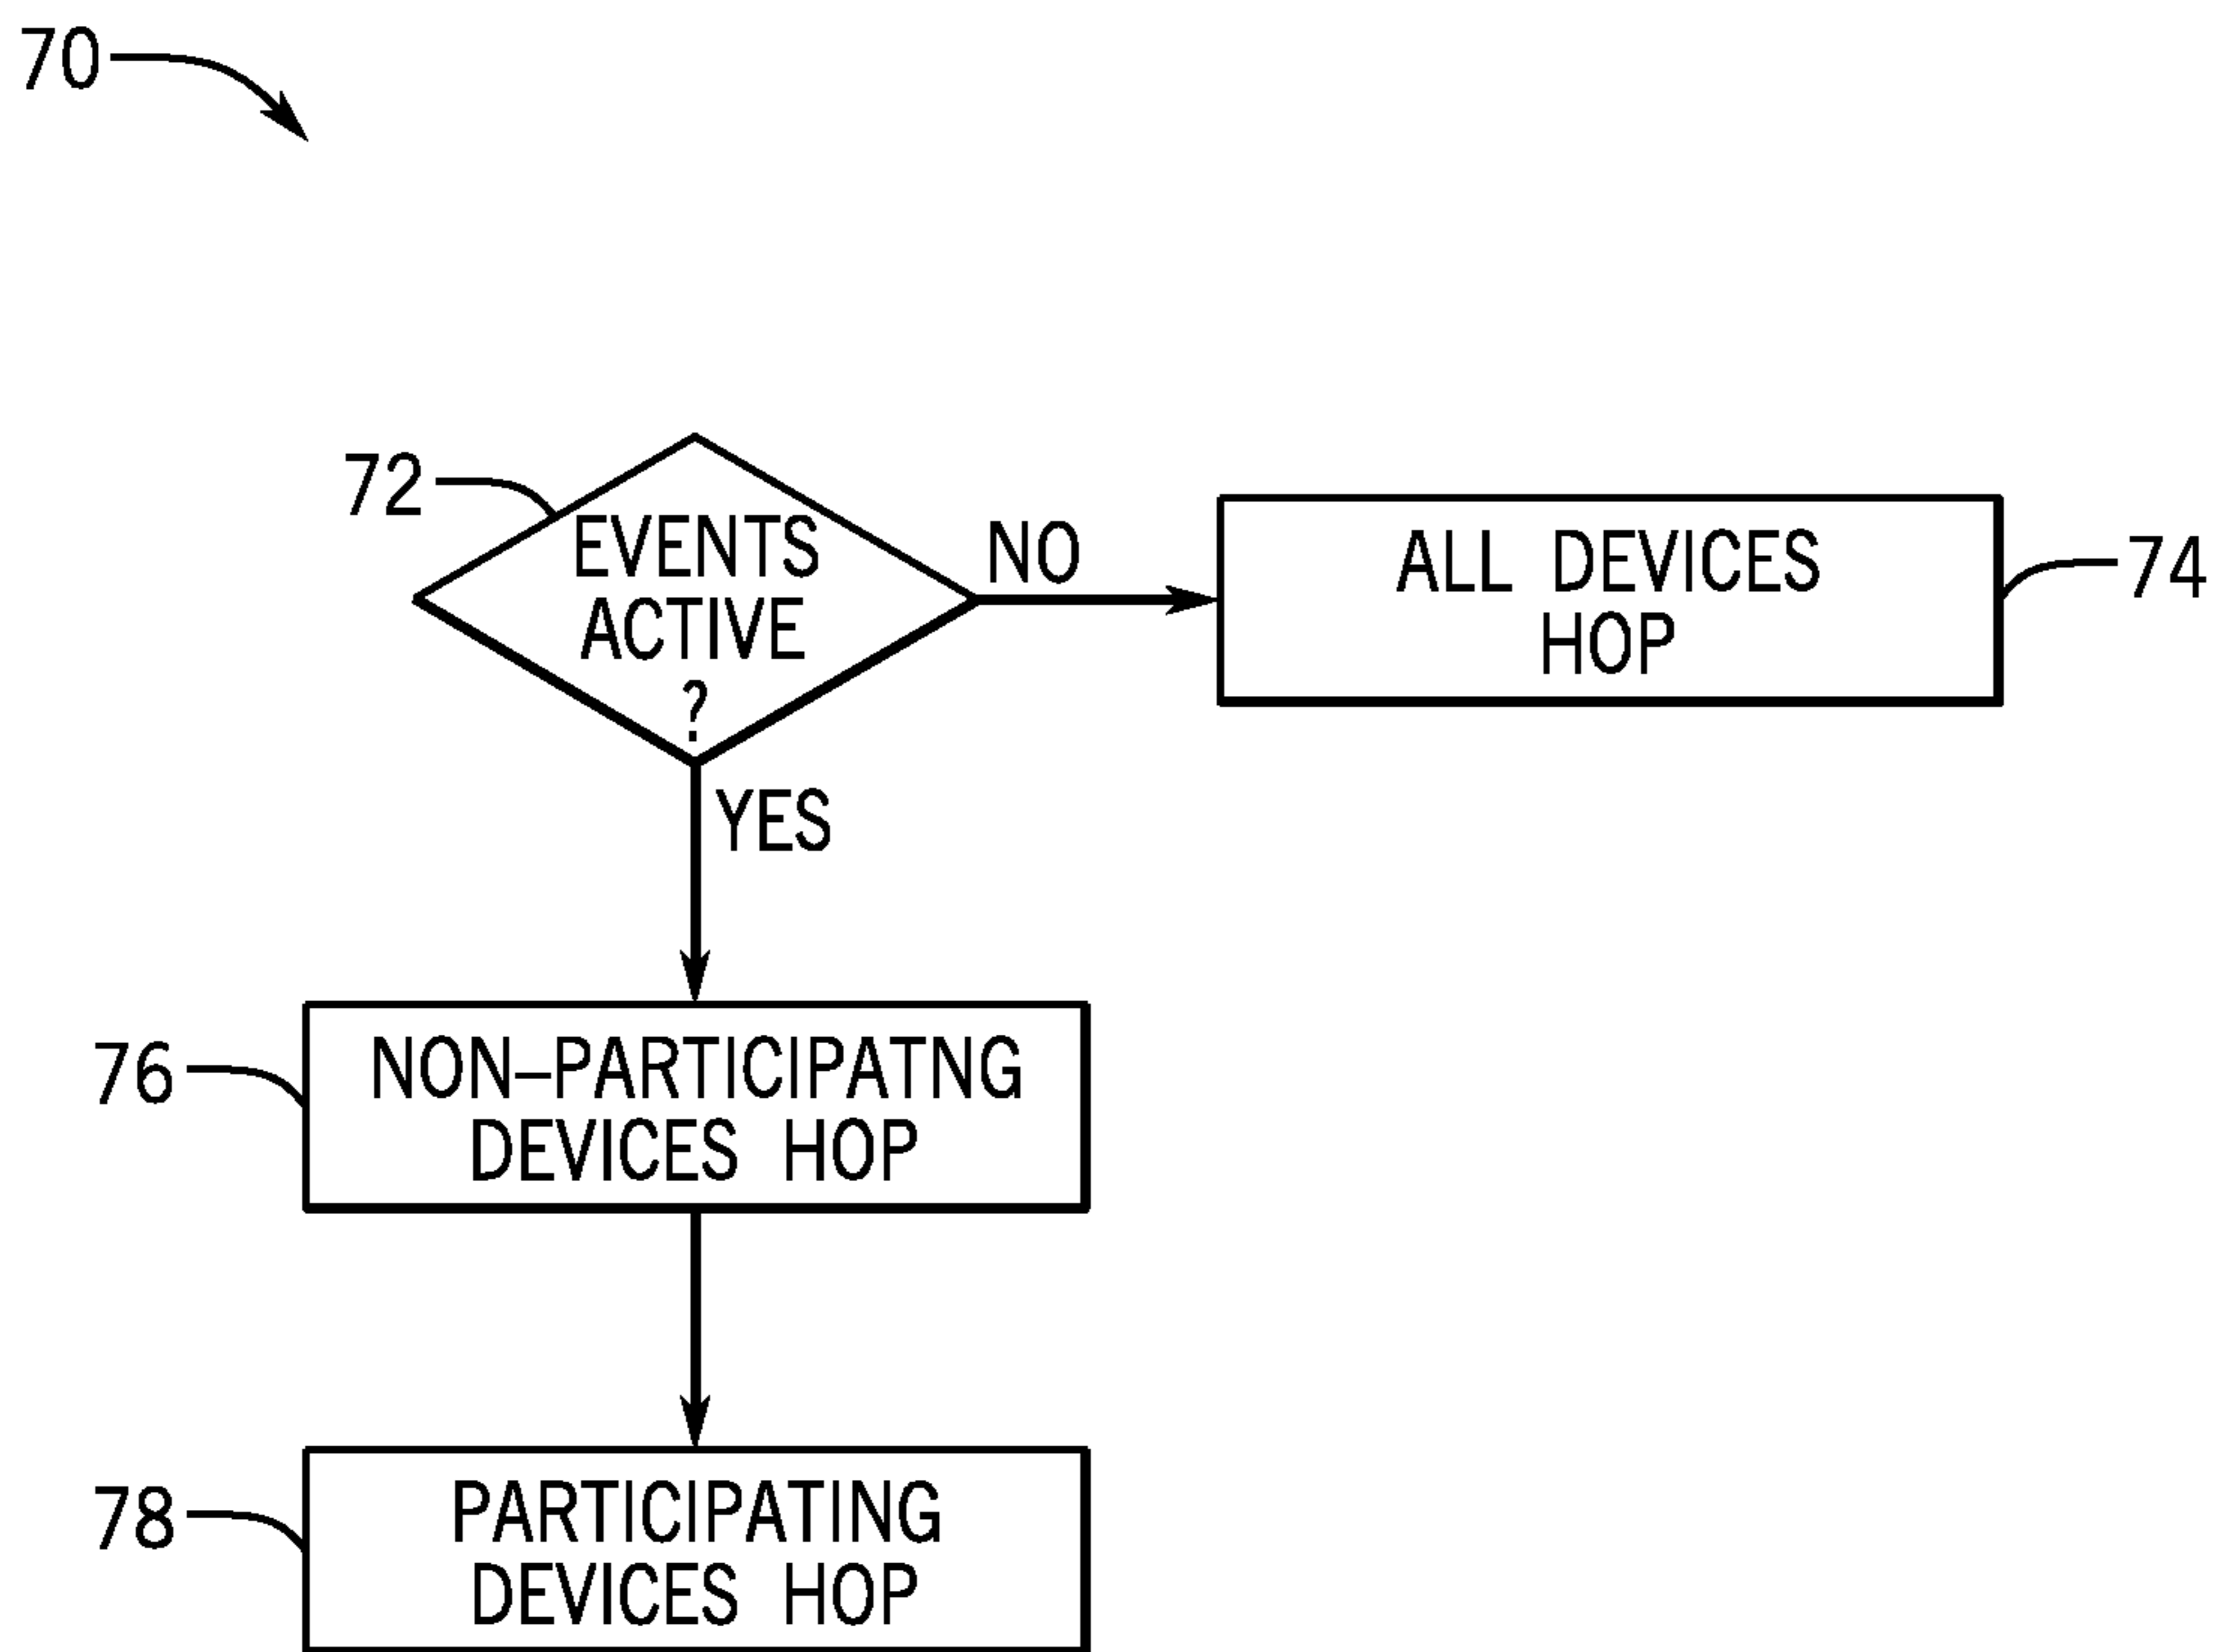 70
72
EVENTS
ACTIVE
?
NO
ALL DEVICES
HOP
74
YES
76
NON-PARTICIPATNG
DEVICES HOP
78
PARTICIPATING
DEVICES HOP